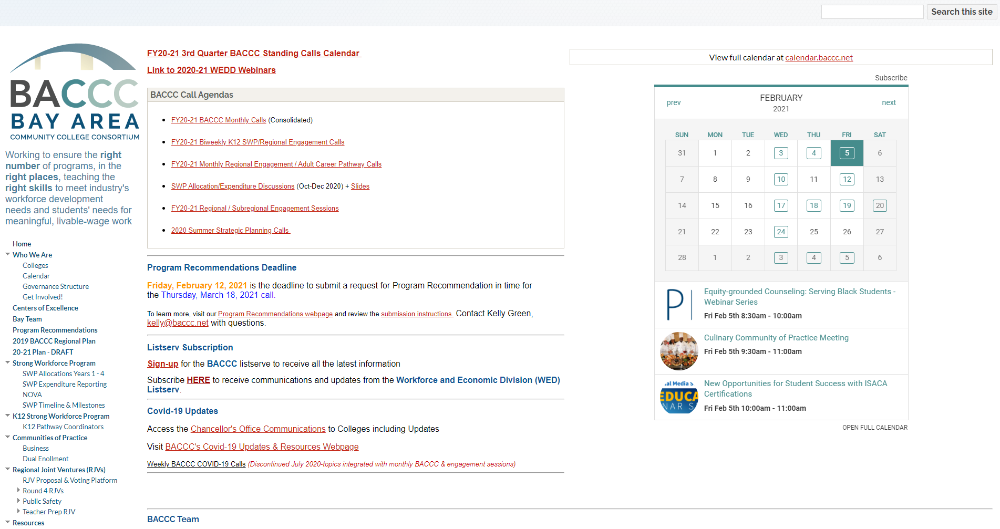 Search this site
BACCC
BAY AREA
COMMUNITY COLLEGE CONSORTIUM
Working to ensure the right
number of programs, in the
right places, teaching the
right skills to meet industry's
workforce development
needs and students' needs for
meaningful, livable-wage work
Home
Who We Are
Colleges
Calendar
Governance Structure
Get Involved!
Centers of Excellence
Bay Team
Program Recommendations
2019 BACCC Regional Plan
20-21 Plan - DRAFT
Strong Workforce Program
SWP Allocations Years 1 - 4
SWP Expenditure Reporting
NOVA
SWP Timeline & Milestones
K12 Strong Workforce Program
K12 Pathway Coordinators
Communities of Practice
Business
Dual Enollment
Regional Joint Ventures (RJVs)
RJV Proposal & Voting Platform
Round 4 RJVs
Public Safety
Teacher Prep RJV
Resources
FY20-21 3rd Quarter BACCC Standing Calls Calendar
Link to 2020-21 WEDD Webinars
BACCC Call Agendas
FY20-21 BACCC Monthly Calls (Consolidated)
FY20-21 Biweekly K12 SWP/Regional Engagement Calls
FY20-21 Monthly Regional Engagement / Adult Career Pathway Calls
SWP Allocation/Expenditure Discussions (Oct-Dec 2020) + Slides
FY20-21 Regional / Subregional Engagement Sessions
2020 Summer Strategic Planning Calls
Program Recommendations Deadline
Friday, February 12, 2021 is the deadline to submit a request for Program Recommendation in time for
the Thursday, March 18, 2021 call.
To learn more, visit our Program Recommendations webpage and review the submission instructions. Contact Kelly Green,
kelly@baccc.net with questions.
Listserv Subscription
Sign-up for the BACCC listserve to receive all the latest information
Subscribe HERE to receive communications and updates from the Workforce and Economic Division (WED)
Listserv.
Covid-19 Updates
Access the Chancellor's Office Communications to Colleges including Updates
Visit BACCC's Covid-19 Updates & Resources Webpage
Weekly BACCC COVID-19 Calls (Discontinued July 2020-topics integrated with monthly BACCC & engagement sessions)
BACCC Team
View full calendar at calendar.baccc.net
Subscribe
prev FEBRUARY next
2021
SUN MON TUE WED THU FRI SAT
31 1 2 3 4 5 6
7 8 9 10 11 12 13
14 15 16 17 18 19 20
21 22 23 24 25 26 27
28 1 2 3 4 5 6
P
Equity-grounded Counseling: Serving Black Students -
Webinar Series
Fri Feb 5th 8:30am - 10:00am
Culinary Community of Practice Meeting
Fri Feb 5th 9:30am - 11:00am
al Media
EDUCA
NAR S
New Opportunities for Student Success with ISACA
Certifications
Fri Feb 5th 10:00am - 11:00am
OPEN FULL CALENDAR